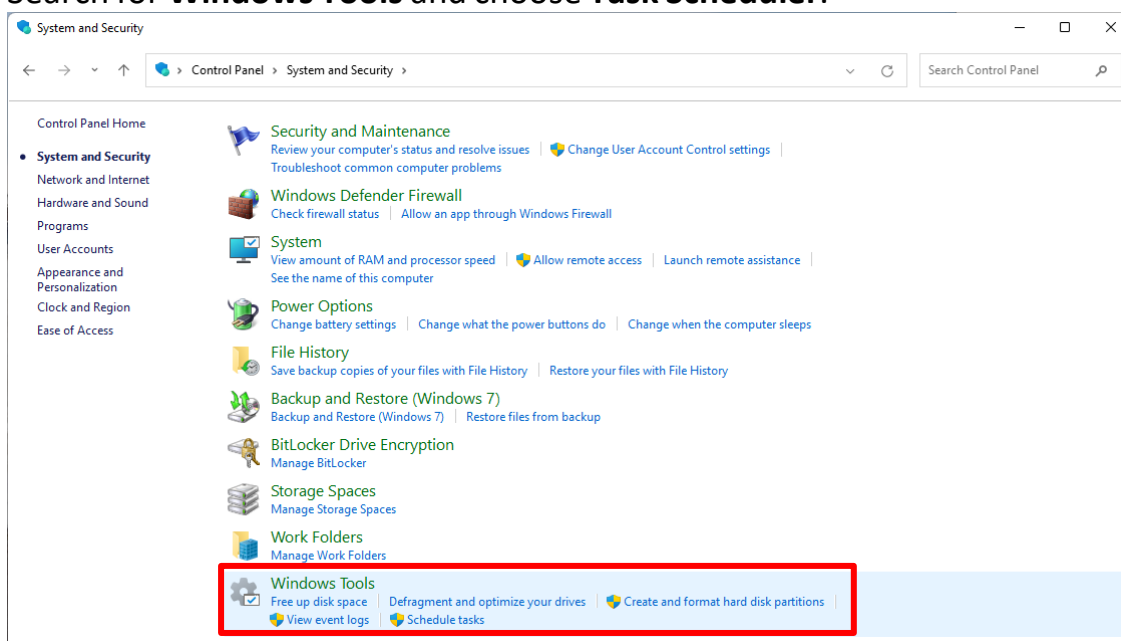 Search for Windows Tools and choose Task Scheduler.
System and Security
Control Panel > System and Security >
Search Control Panel
Control Panel Home
System and Security
Network and Internet
Hardware and Sound
Programs
User Accounts
Appearance and
Personalization
Clock and Region
Ease of Access
Security and Maintenance
Review your computer's status and resolve issues
Change User Account Control settings
Troubleshoot common computer problems
Windows Defender Firewall
Check firewall status
Allow an app through Windows Firewall
System
View amount of RAM and processor speed
Allow remote access
Launch remote assistance
See the name of this computer
Power Options
Change battery settings
Change what the power buttons do
Change when the computer sleeps
File History
Save backup copies of your files with File History
Restore your files with File History
Backup and Restore (Windows 7)
Backup and Restore (Windows 7)
Restore files from backup
BitLocker Drive Encryption
Manage BitLocker
Storage Spaces
Manage Storage Spaces
Work Folders
Manage Work Folders
Windows Tools
Free up disk space
Defragment and optimize your drives
Create and format hard disk partitions
View event logs
Schedule tasks